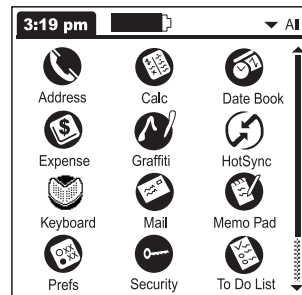 3:19 pm All
Address Calc Date Book
Expense Graffiti HotSync
Keyboard Mail Memo Pad
Prefs Security To Do List